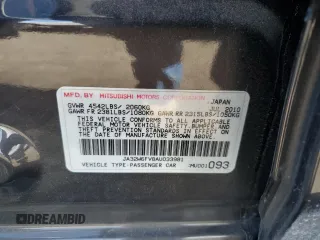 MFD. BY MITSUBISHI MOTORS CORPORATION, JAPAN
GVWR 4542LBS/ 2060KG JUL 2010
GAWR FR 2381LBS/1080KG GAWR RR 2315LBS/1050KG
THIS VEHICLE CONFORMS TO ALL APPLICABLE
FEDERAL MOTOR VEHICLE SAFETY, BUMPER AND
THEFT PREVENTION STANDARDS IN EFFECT ON
THE DATE OF MANUFACTURE SHOWN ABOVE.
VEHICLE TYPE-PASSENGER CAR 093